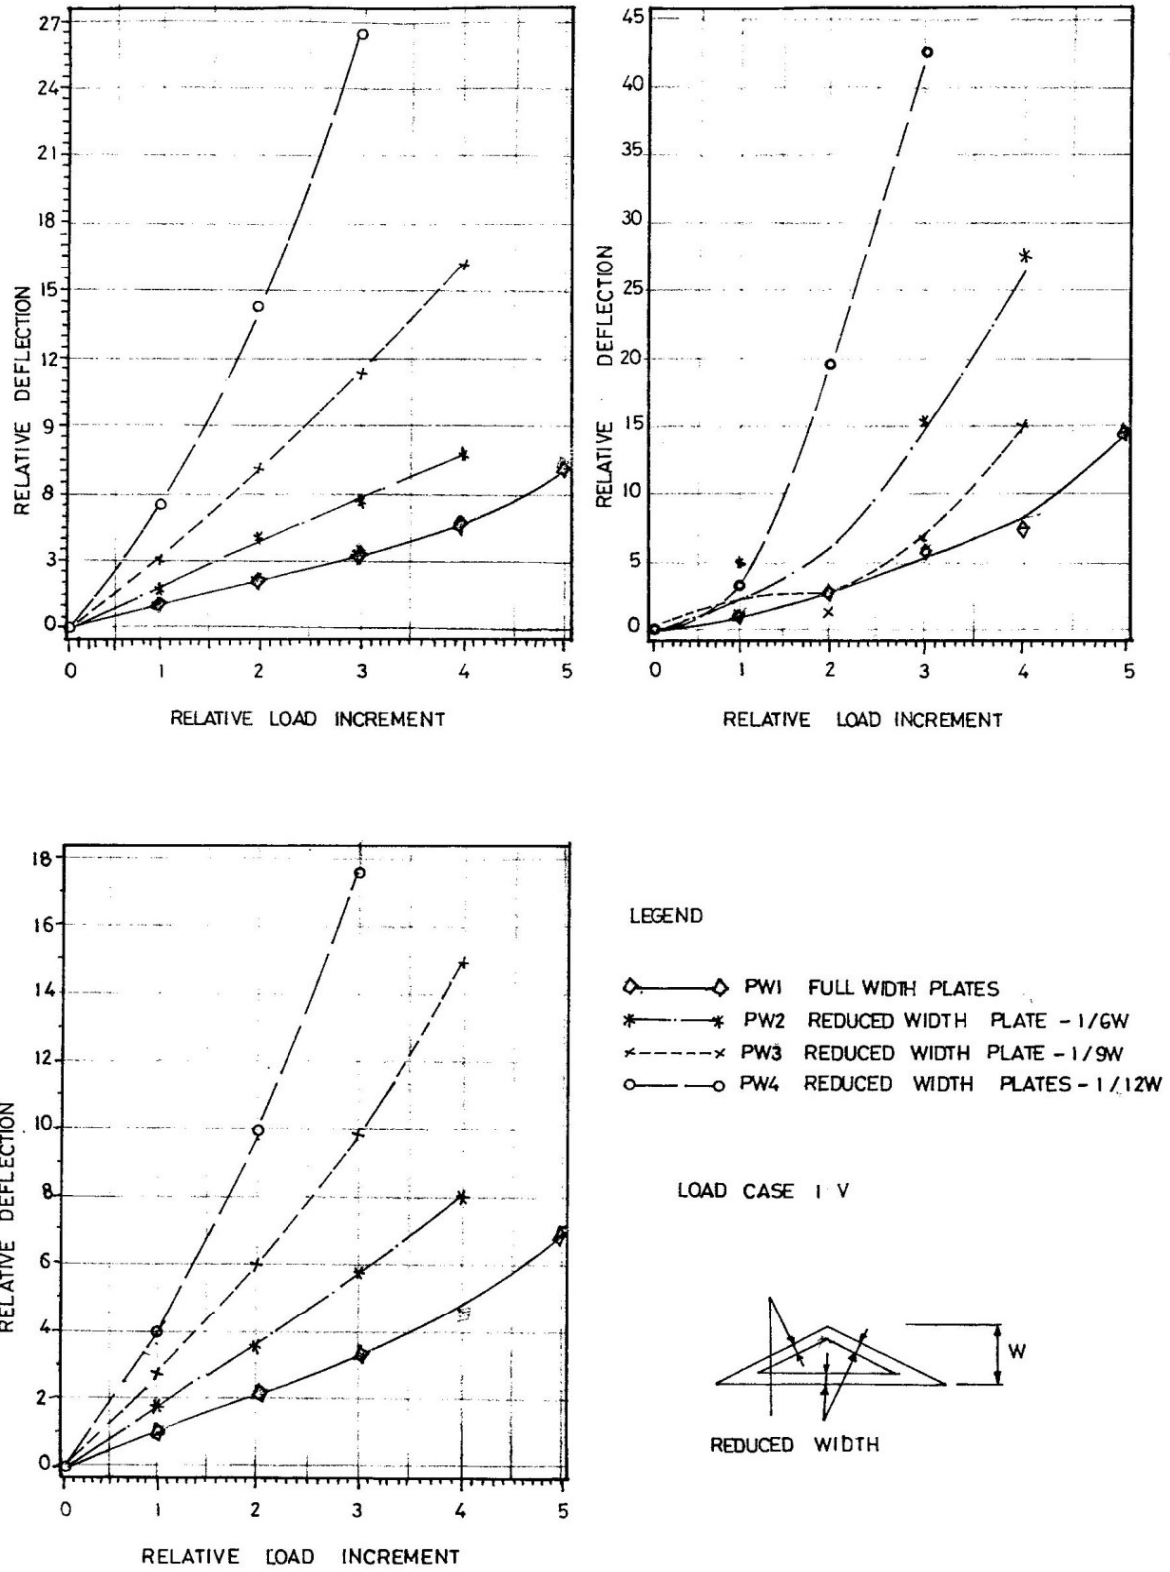 27
24
21
18
15
12
9
8
3
0
RELATIVE DEFLECTION
0 1 2 3 4 5
RELATIVE LOAD INCREMENT
45
40
35
30
25
20
15
10
5
0
RELATIVE DEFLECTION
0 1 2 3 4 5
RELATIVE LOAD INCREMENT
18
16
14
12
10
8
6
4
2
0
RELATIVE DEFLECTION
0 1 2 3 4 5
RELATIVE LOAD INCREMENT
LEGEND
PW1 FULL WIDTH PLATES
PW2 REDUCED WIDTH PLATE - 1/6W
PW3 REDUCED WIDTH PLATE - 1/9W
PW4 REDUCED WIDTH PLATES - 1/12W
LOAD CASE I V
W
REDUCED WIDTH